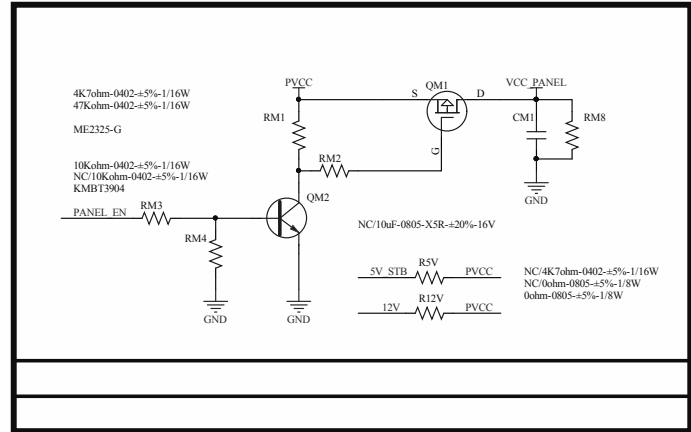 4K7ohm-0402-±5%-1/16W
47Kohm-0402-±5%-1/16W
ME2325-G
10Kohm-0402-±5%-1/16W
NC/10Kohm-0402-±5%-1/16W
KMBT3904
PANEL_EN
RM3
RM4
GND
PVCC
RM1
RM2
QM2
GND
S
QM1
D
G
VCC_PANEL
CM1
RM8
GND
NC/10uF-0805-X5R-±20%-16V
5V_STB
R5V
PVCC
12V
R12V
PVCC
NC/4K7ohm-0402-±5%-1/16W
NC/0ohm-0805-±5%-1/8W
0ohm-0805-±5%-1/8W